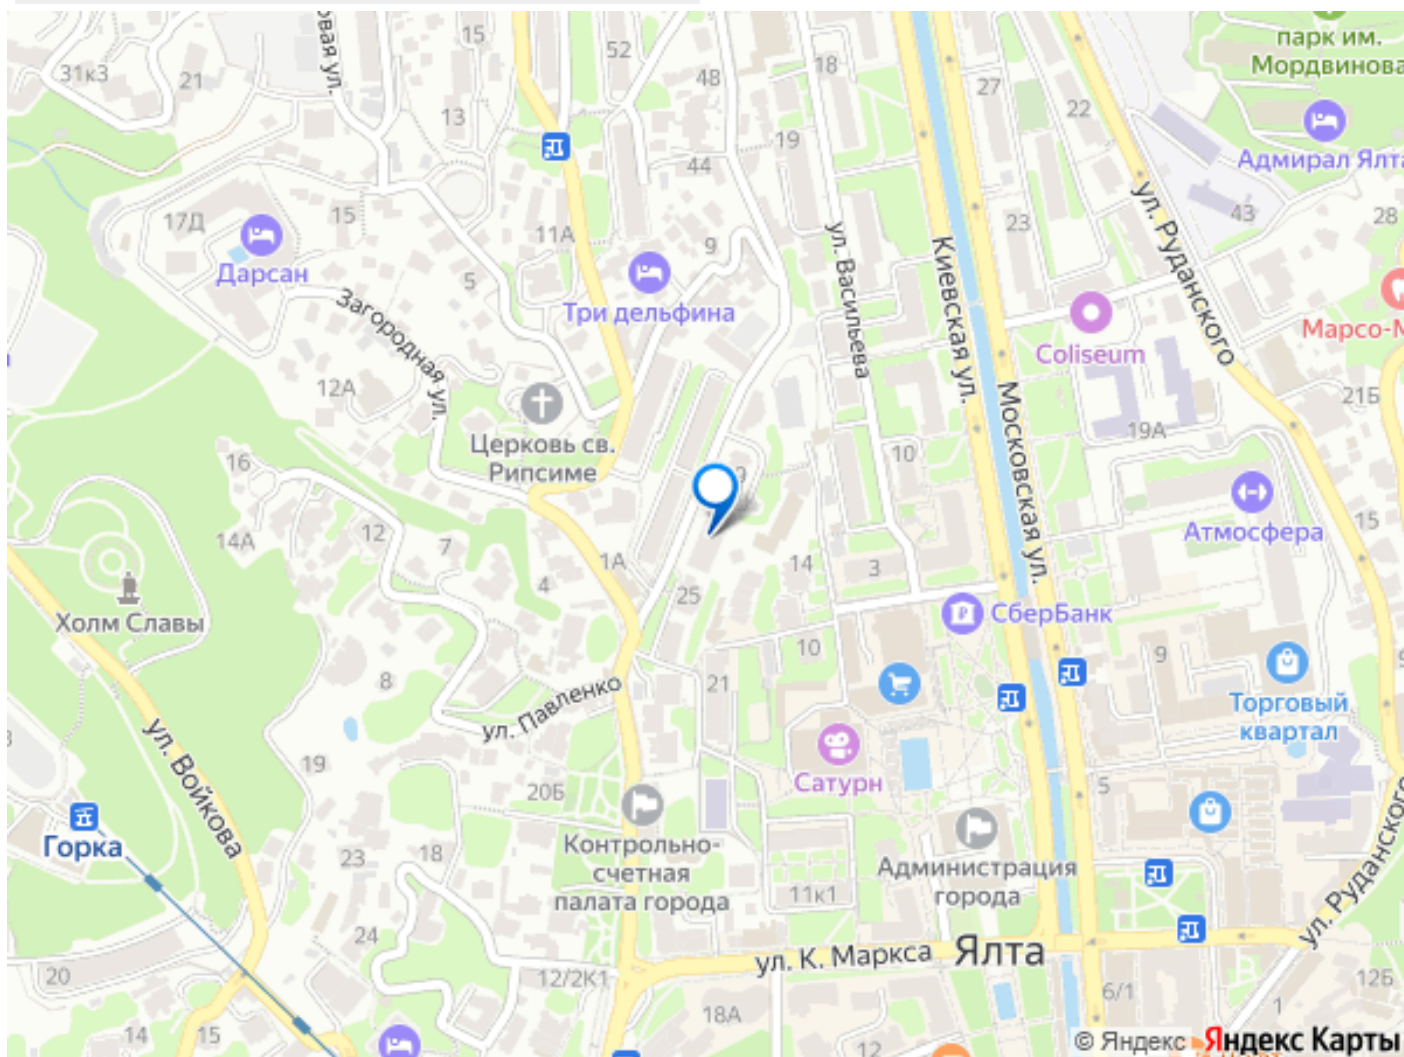 парк им.
Мордвинова
31к3
21
овая ул.
15
52
48
18
27
22
13
19
44
Адмирал Ялта
17Д
15
11А
9
23
43
28
Дарсан
5
Три дельфина
ул. Васильева
Киевская ул.
ул. Руданского
Загородная ул.
Coliseum
Марсо-М
12А
21Б
Церковь св.
Рипсиме
Московская ул.
19А
16
10
9
14А
12
7
Атмосфера
15
1А
4
14
3
25
Холм Славы
СберБанк
10
9
8
21
ул. Павленко
Торговый
квартал
ул. Войкова
19
Сатурн
20Б
5
Горка
Контрольно-
счетная
палата города
Администрация
города
ул. Руданского
23
18
11к1
24
20
12/2К1
ул. К. Маркса
Ялта
12Б
6/1
1
14
15
18А
12
© Яндекс Яндекс Карты